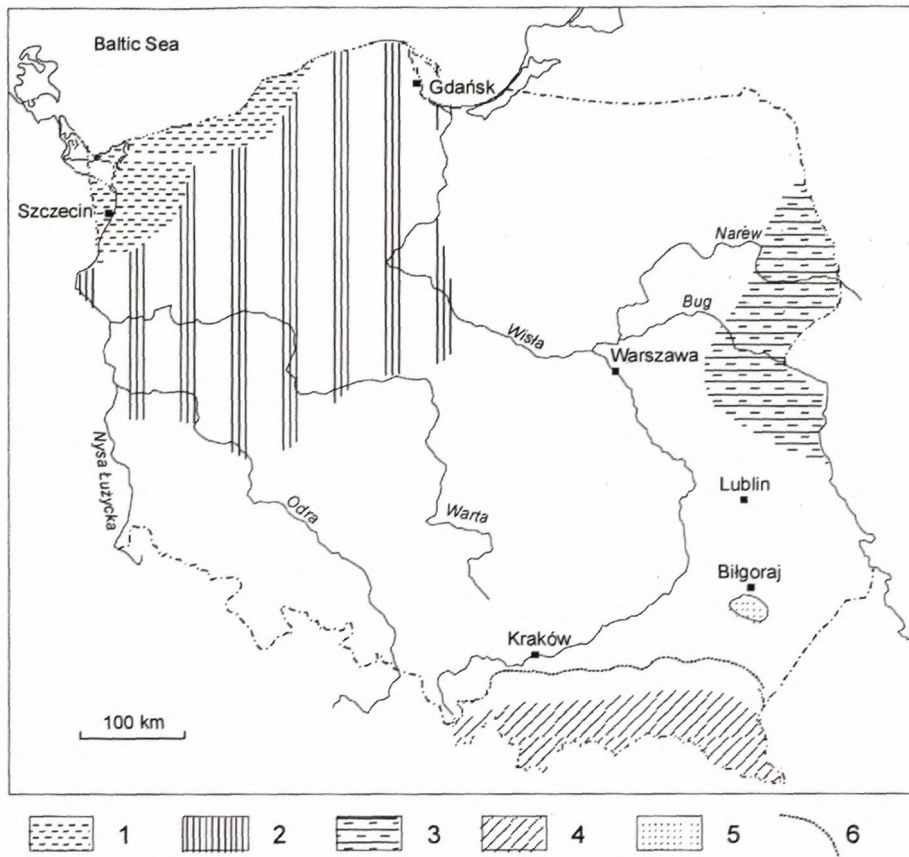 Baltic Sea
Gdańsk
Szczecin
Narew
Bug
Wisła
Warszawa
Nysa Łużycka
Odra
Warta
Lublin
Biłgoraj
Kraków
100 km
1 2 3 4 5 6